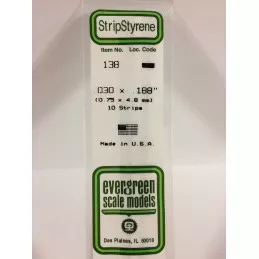 StripStyrene
Item No. Loc. Code
138
.030 x .188"
(0.75 x 4.8 mm)
10 Strips
Made in U.S.A.
evergreen
scale models
Des Plaines, IL 60018